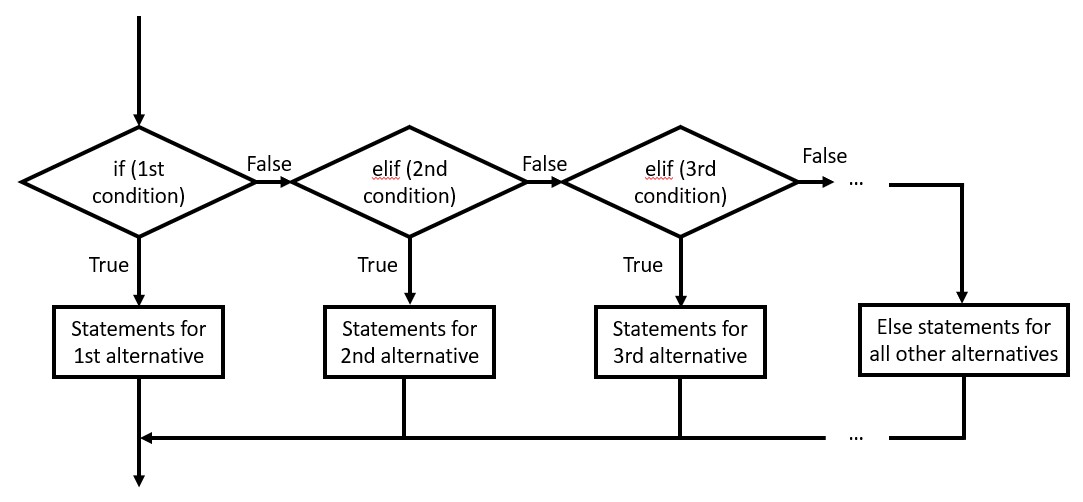 if (1st
condition)
False
elif (2nd
condition)
False
elif (3rd
condition)
False
...
True
True
True
Statements for
1st alternative
Statements for
2nd alternative
Statements for
3rd alternative
Else statements for
all other alternatives
...